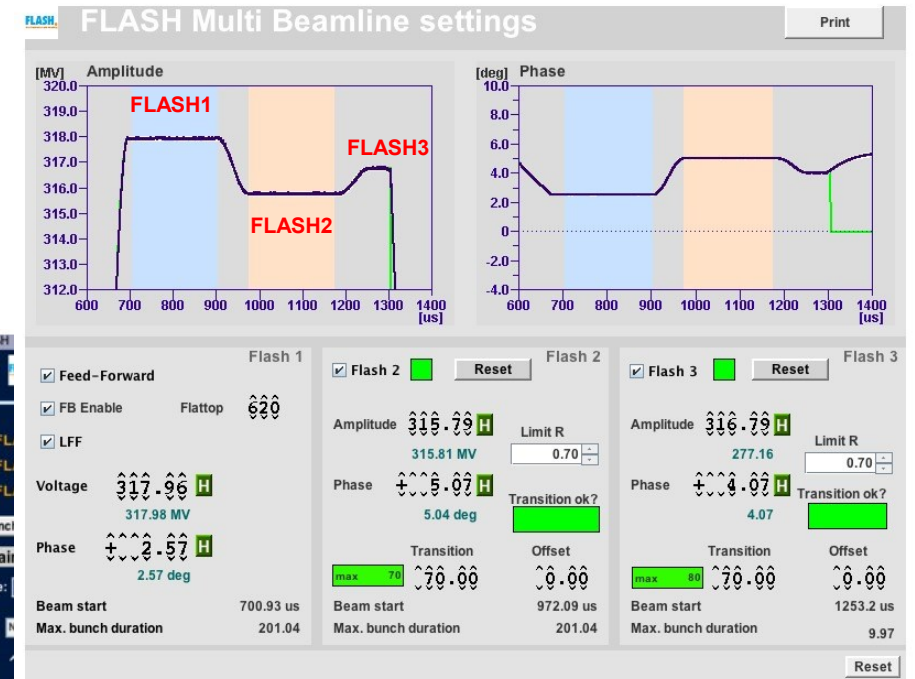 FLASH.
FLASH Multi Beamline settings
Print
[MV] Amplitude
320.0
319.0
318.0
317.0
316.0
315.0
314.0
313.0
312.0
600 700 800 900 1000 1100 1200 1300 1400
[us]
FLASH1
FLASH2
FLASH3
[deg] Phase
10.0
8.0
6.0
4.0
2.0
0
-2.0
-4.0
600 700 800 900 1000 1100 1200 1300 1400
[us]
Flash 1
Feed-Forward
FB Enable Flattop 620
LFF
Voltage 317.96 H
317.98 MV
Phase + 2.57 H
2.57 deg
Beam start 700.93 us
Max. bunch duration 201.04
Flash 2
Flash 2 Reset
Amplitude 315.79 H Limit R
315.81 MV 0.70
Phase + 5.07 H Transition ok?
5.04 deg
Transition Offset
max 70 70.00 0.00
Beam start 972.09 us
Max. bunch duration 201.04
Flash 3
Flash 3 Reset
Amplitude 316.79 H Limit R
277.16 0.70
Phase + 4.07 H Transition ok?
4.07
Transition Offset
max 80 70.00 0.00
Beam start 1253.2 us
Max. bunch duration 9.97
Reset